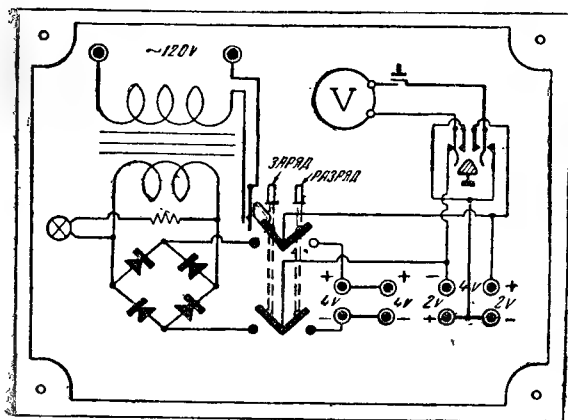 ~120V
V
ЗАРЯД
РАЗРЯД
+ + - 4V +
4V 4V 2V 2V
- - + -